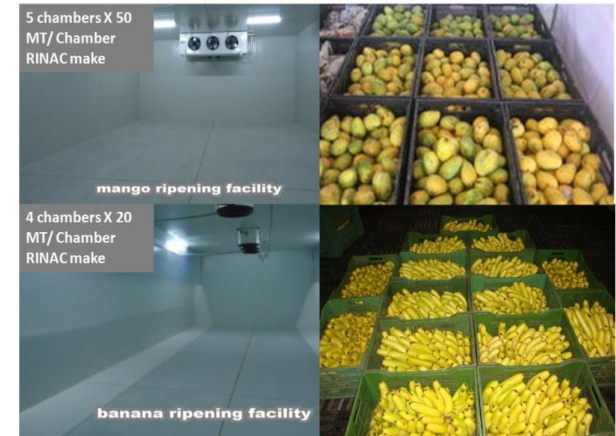 5 chambers X 50
MT/ Chamber
RINAC make
mango ripening facility
4 chambers X 20
MT/ Chamber
RINAC make
banana ripening facility